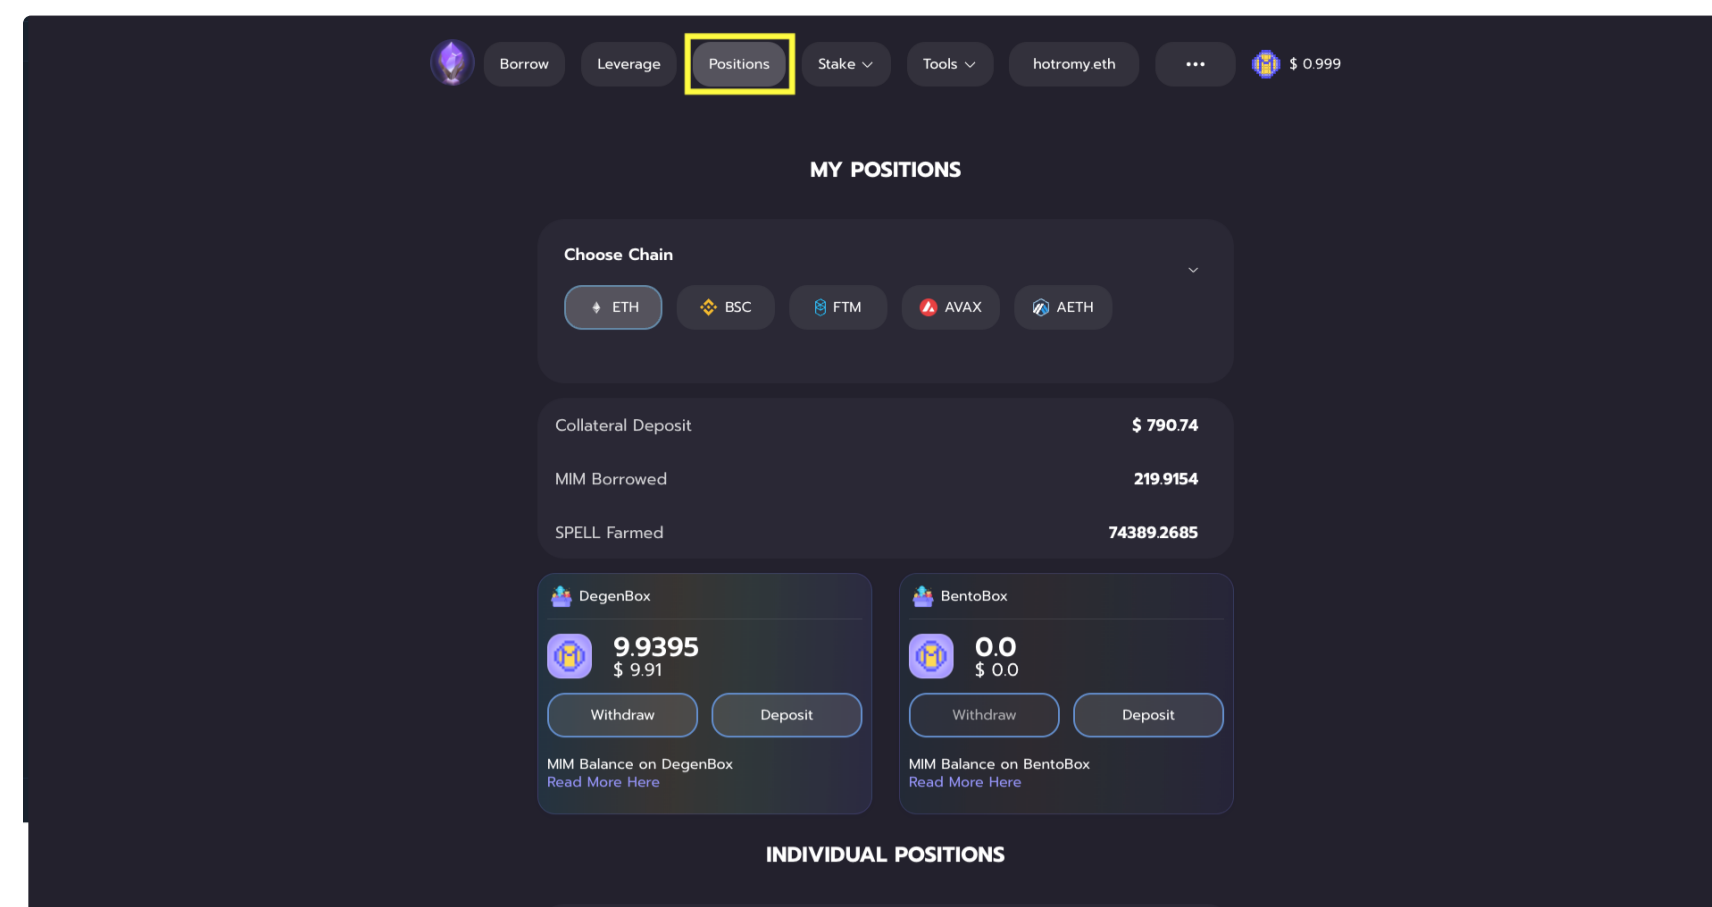 Borrow Leverage Positions Stake Tools hotromy.eth ••• $ 0.999
MY POSITIONS
Choose Chain
ETH BSC FTM AVAX AETH
Collateral Deposit $ 790.74
MIM Borrowed 219.9154
SPELL Farmed 74389.2685
DegenBox
9.9395
$ 9.91
Withdraw Deposit
MIM Balance on DegenBox
Read More Here
BentoBox
0.0
$ 0.0
Withdraw Deposit
MIM Balance on BentoBox
Read More Here
INDIVIDUAL POSITIONS